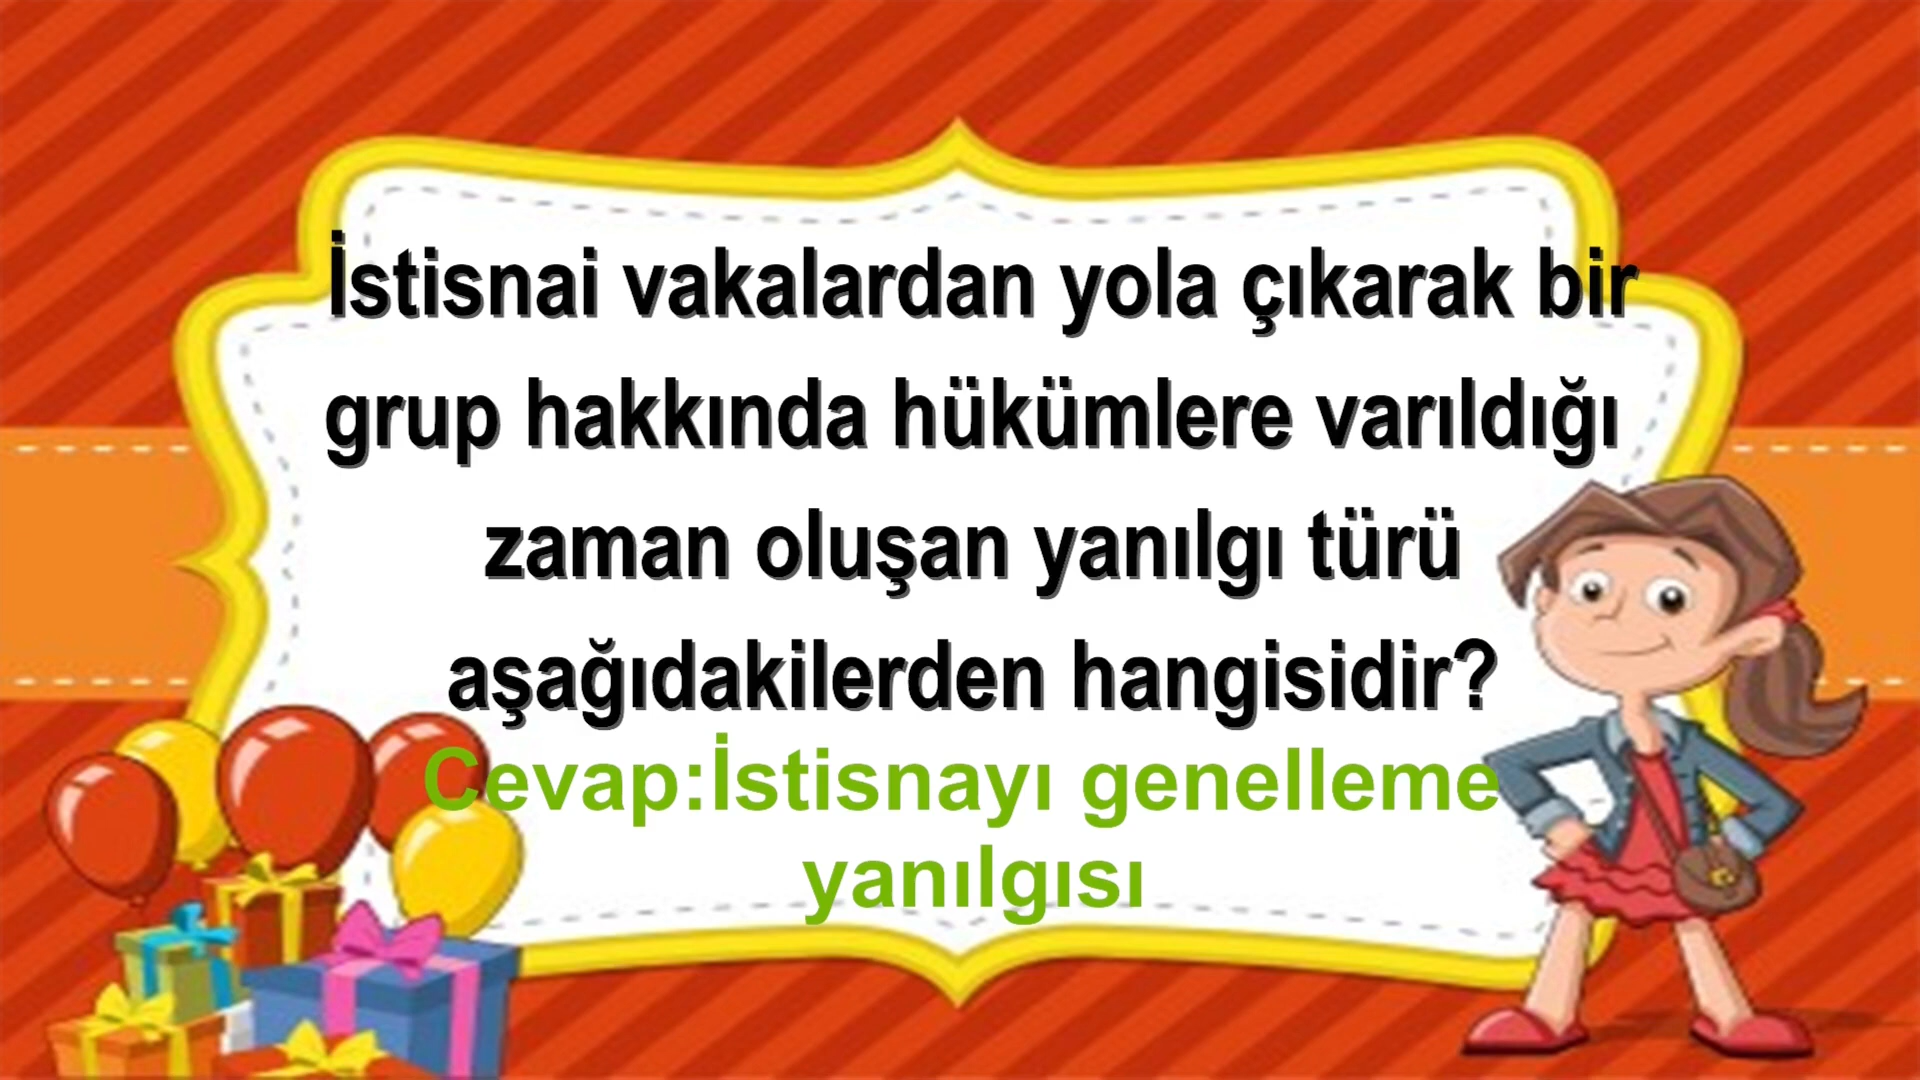 İstisnai vakalardan yola çıkarak bir
grup hakkında hükümlere varıldığı
zaman oluşan yanılgı türü
aşağıdakilerden hangisidir?
Cevap:İstisnayı genelleme
yanılgısı